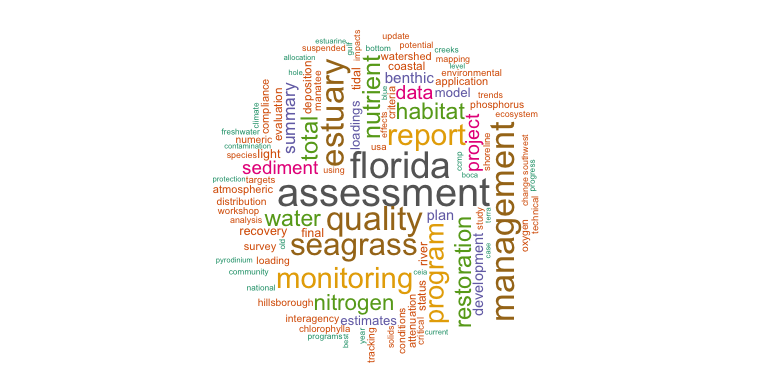 update
estuarine
suspended
gulf
impacts
bottom
potential
creeks
allocation
watershed
mapping
coastal
level
hole
deposition
manatee
estuary
tidal
nutrient
benthic
environmental
application
climate
compliance
evaluation
summary
total
loadings
blue
criteria
effects
data
model
trends
habitat
phosphorus
ecosystem
freshwater
numeric
contamination
species
light
usa
report
project
shoreline
management
southwest
change
progress
sediment
using
florida
ccmp
boca
protection
targets
atmospheric
assessment
distribution
workshop
analysis
water
quality
plan
program
restoration
development
study
terra
case
oxygen
technical
recovery
final
survey
old
seagrass
river
pyrodinium
loading
community
national
monitoring
ceia
status
hillsborough
nitrogen
interagency
estimates
chlorophylla
programs
best
year
tracking
solids
conditions
attenuation
critical
current